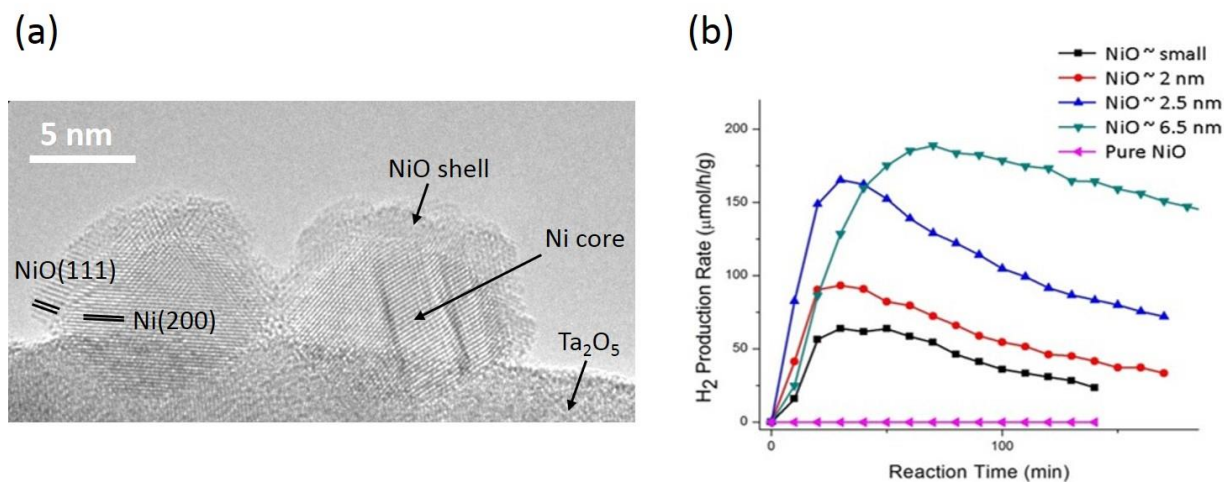 (a)
5 nm
NiO shell
Ni core
NiO(111)
Ni(200)
Ta₂O₅
(b)
NiO ~ small
NiO ~ 2 nm
NiO ~ 2.5 nm
NiO ~ 6.5 nm
Pure NiO
H₂ Production Rate (μmol/h/g)
200
150
100
50
0
0
100
Reaction Time (min)